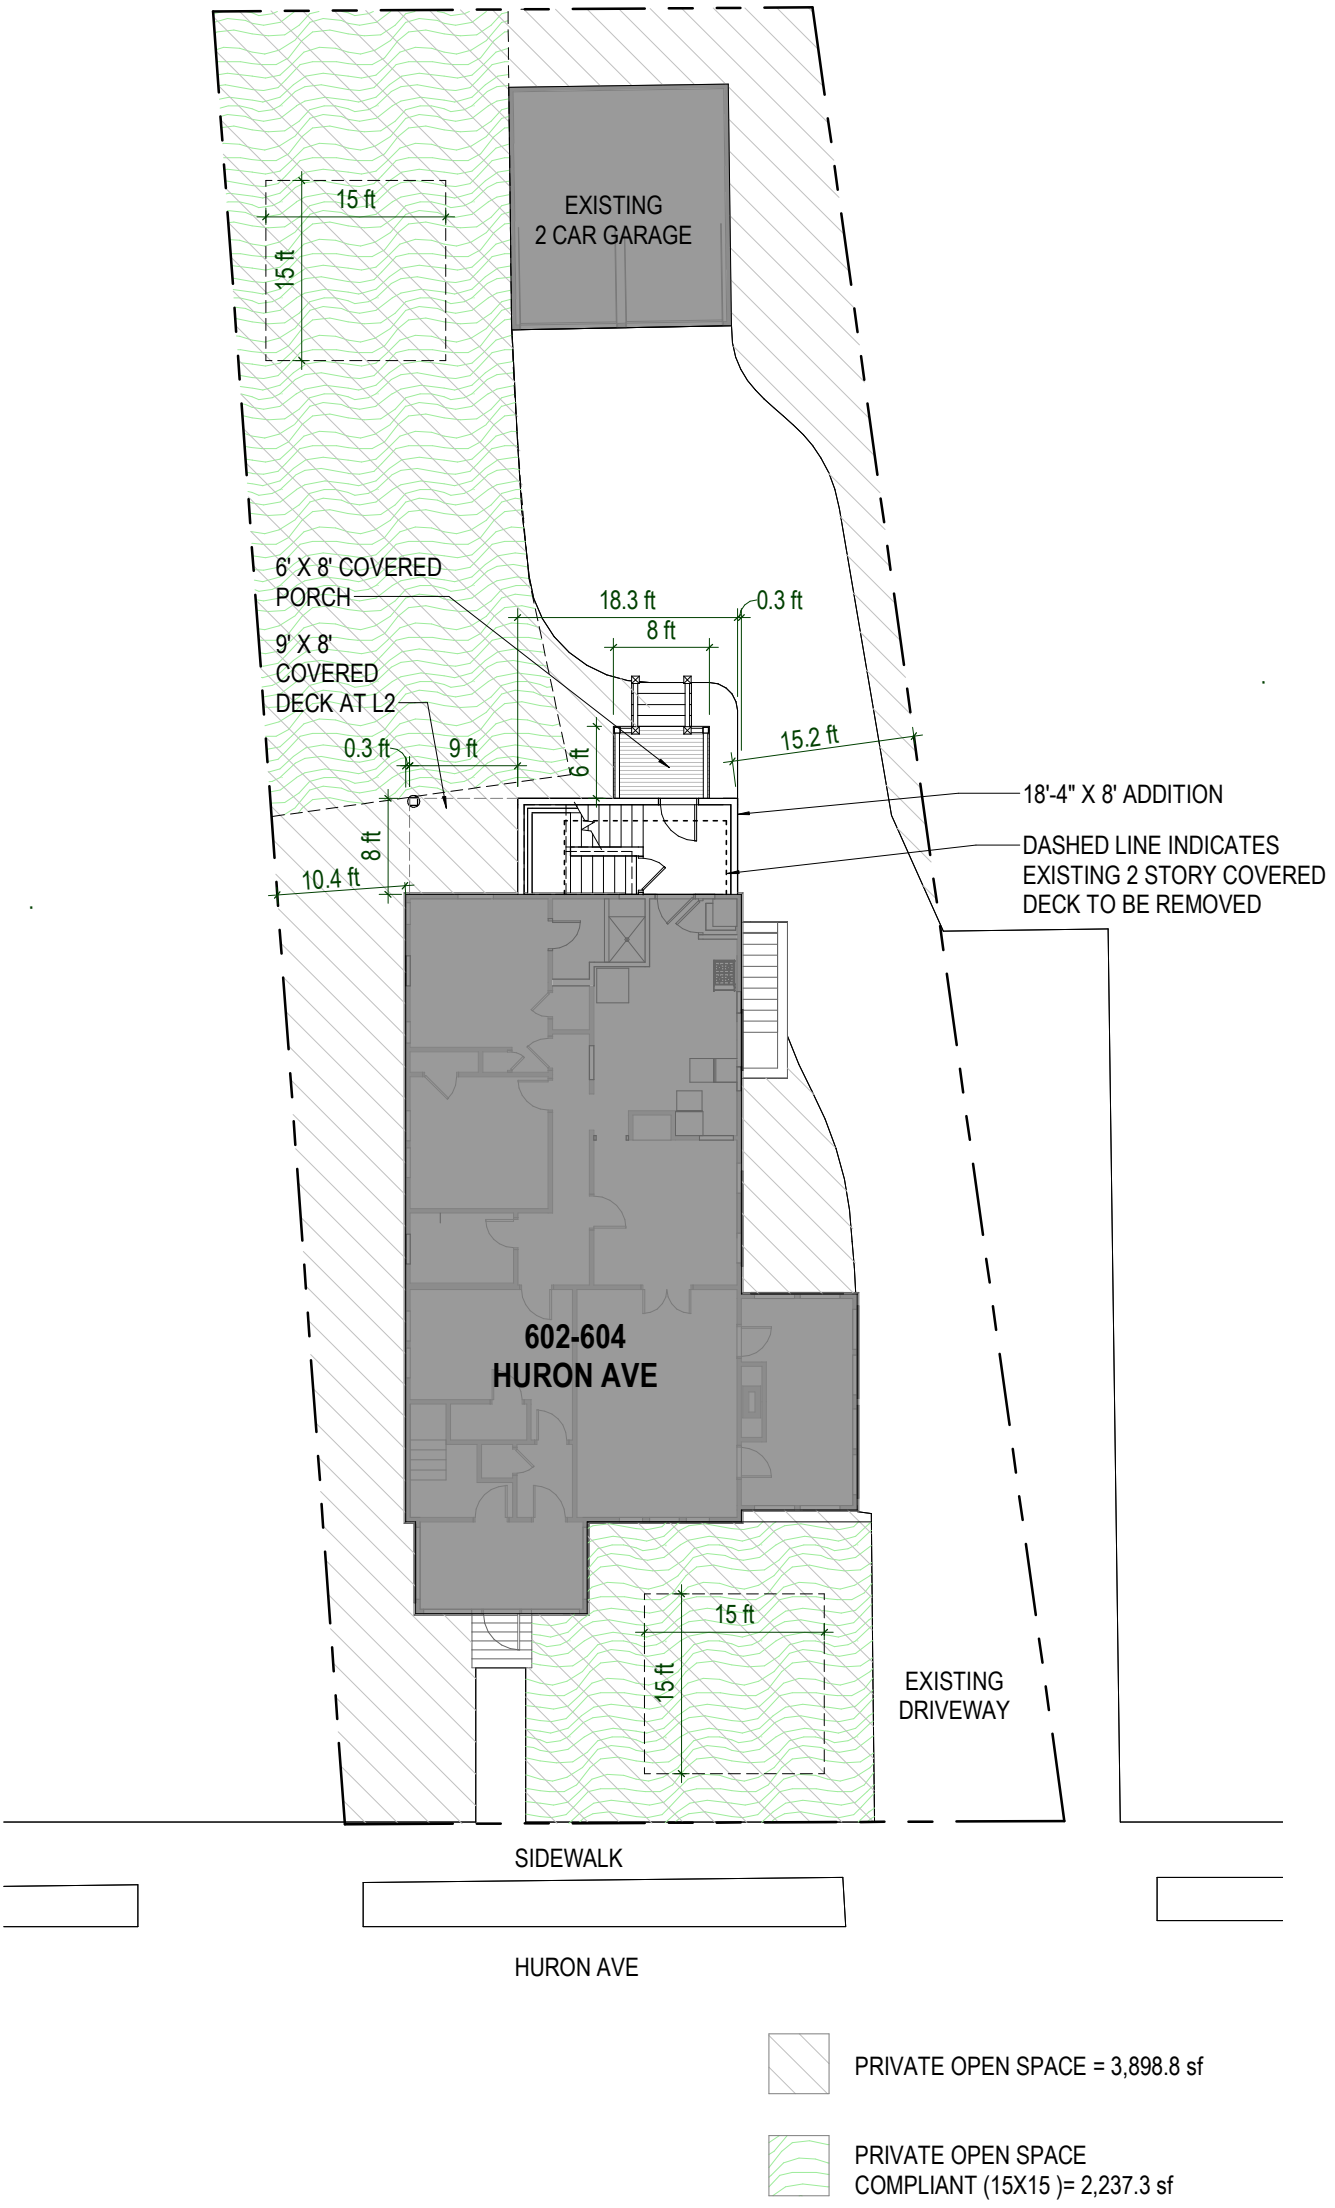 15 ft
15 ft
EXISTING
2 CAR GARAGE
6' X 8' COVERED
PORCH
9' X 8'
COVERED
DECK AT L2
18.3 ft
0.3 ft
8 ft
0.3 ft
9 ft
6 ft
15.2 ft
8 ft
10.4 ft
18'-4" X 8' ADDITION
DASHED LINE INDICATES
EXISTING 2 STORY COVERED
DECK TO BE REMOVED
602-604
HURON AVE
15 ft
15 ft
EXISTING
DRIVEWAY
SIDEWALK
HURON AVE
PRIVATE OPEN SPACE = 3,898.8 sf
PRIVATE OPEN SPACE
COMPLIANT (15X15 )= 2,237.3 sf